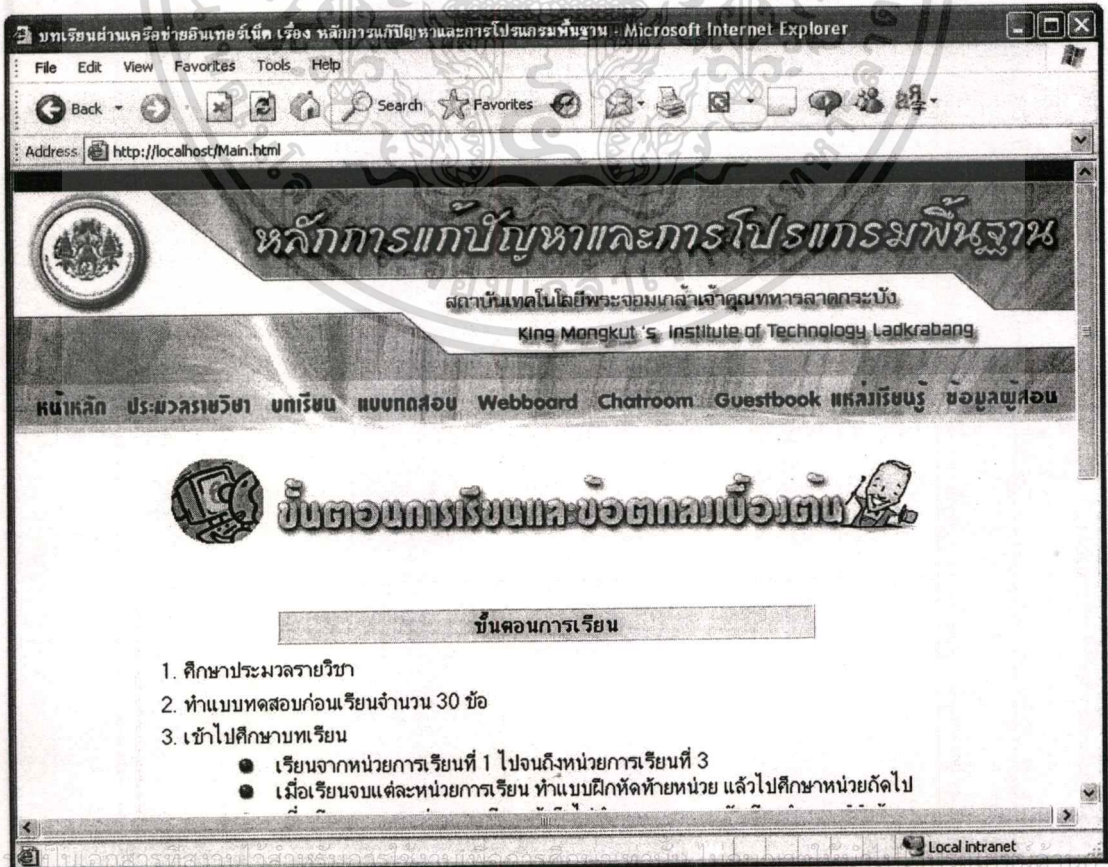 บทเรียนผ่านเครือข่ายอินเทอร์เน็ต เรื่อง หลักการแก้ปัญหาและการโปรแกรมพื้นฐาน - Microsoft Internet Explorer
File Edit View Favorites Tools Help
Back Search Favorites
Address http://localhost/Main.html
หลักการแก้ปัญหาและการโปรแกรมพื้นฐาน
สถาบันเทคโนโลยีพระจอมเกล้าเจ้าคุณทหารลาดกระบัง
King Mongkut 's Institute of Technology Ladkrabang
หน้าหลัก ประมวลรายวิชา บทเรียน แบบทดสอบ Webboard Chatroom Guestbook แหล่งเรียนรู้ ข้อมูลผู้สอน
ขั้นตอนการเรียนและข้อตกลงเบื้องต้น
ขั้นตอนการเรียน
1. ศึกษาประมวลรายวิชา
2. ทำแบบทดสอบก่อนเรียนจำนวน 30 ข้อ
3. เข้าไปศึกษาบทเรียน
เรียนจากหน่วยการเรียนที่ 1 ไปจนถึงหน่วยการเรียนที่ 3
เมื่อเรียนจบแต่ละหน่วยการเรียน ทำแบบฝึกหัดท้ายหน่วย แล้วไปศึกษาหน่วยถัดไป
Local intranet